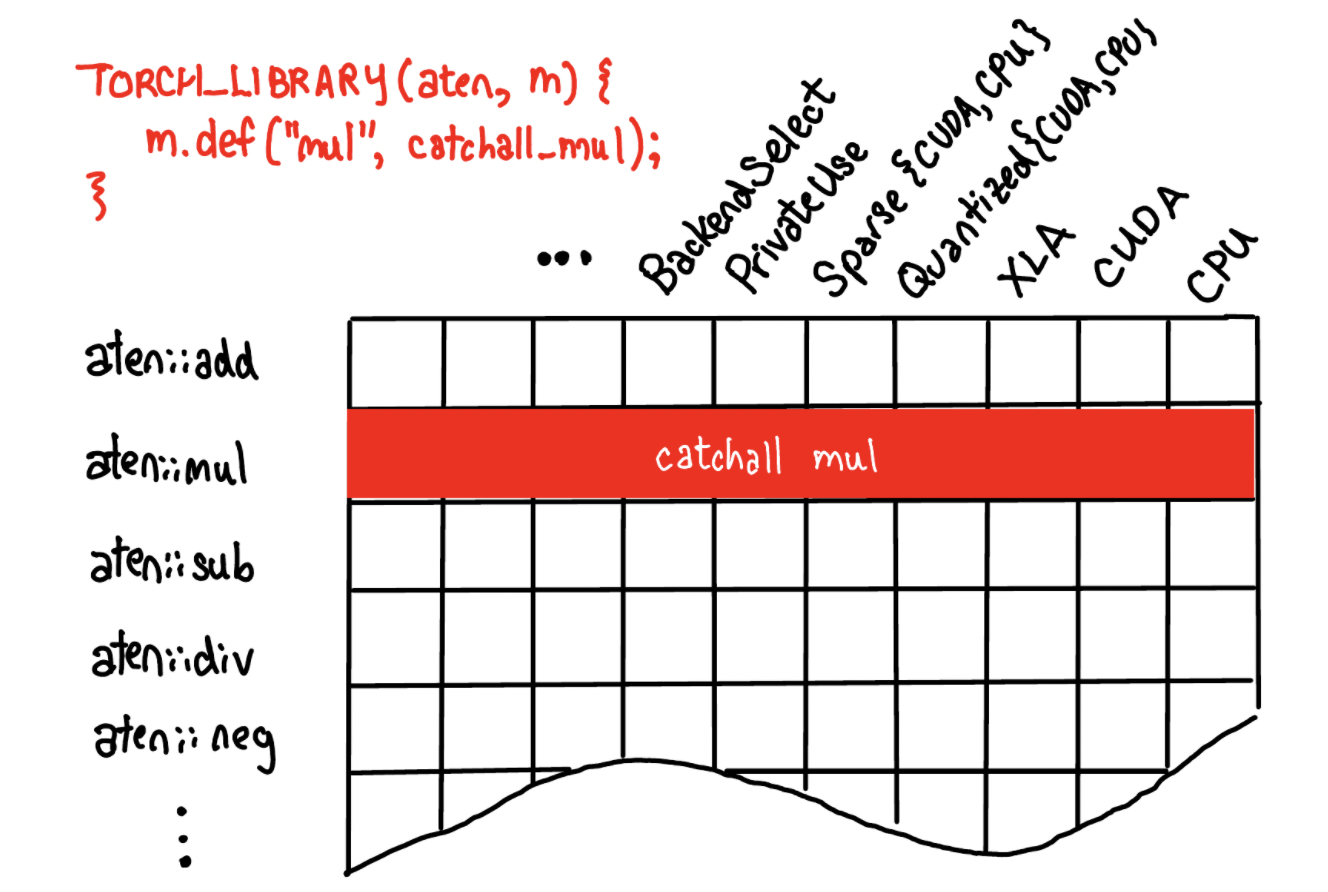 TORCH_LIBRARY(aten, m) {
m.def("mul", catchall_mul);
}
...
BackendSelect
PrivateUse
Sparse {CUDA, CPU}
Quantized{CUDA, CPU}
XLA
CUDA
CPU
aten::add
aten::mul
catchall mul
aten::sub
aten::div
aten::neg
⋮